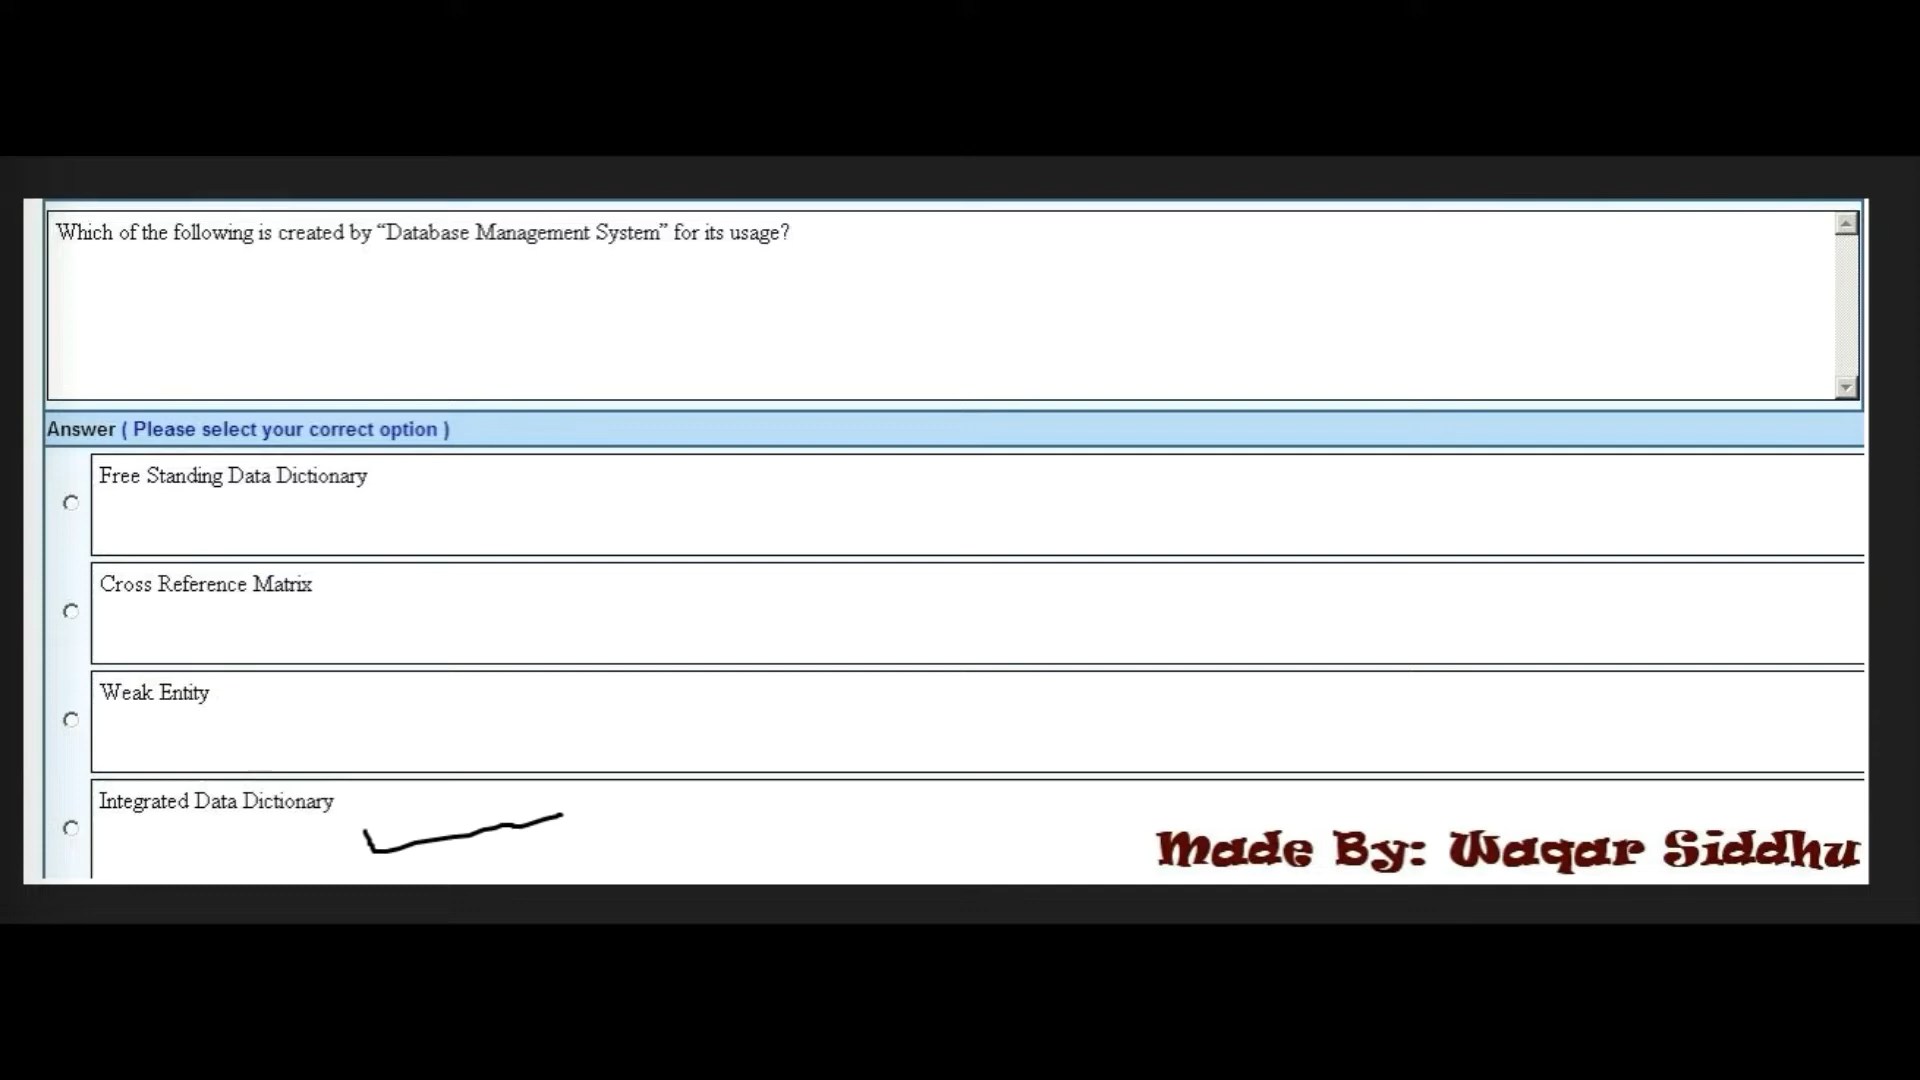 Which of the following is created by “Database Management System” for its usage?
Answer ( Please select your correct option )
Free Standing Data Dictionary
Cross Reference Matrix
Weak Entity
Integrated Data Dictionary
Made By: Waqar Siddhu